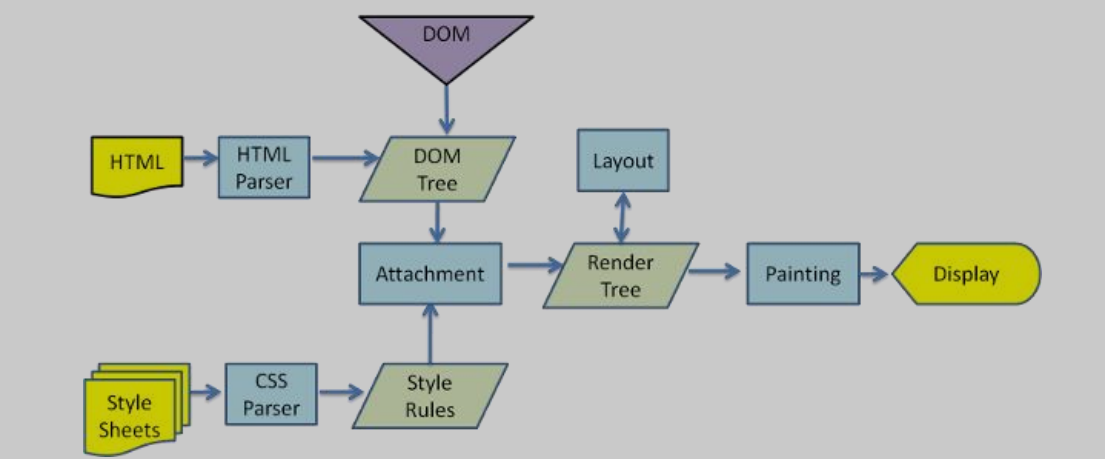 DOM
HTML
HTML
Parser
DOM
Tree
Layout
Attachment
Render
Tree
Painting
Display
Style
Sheets
CSS
Parser
Style
Rules